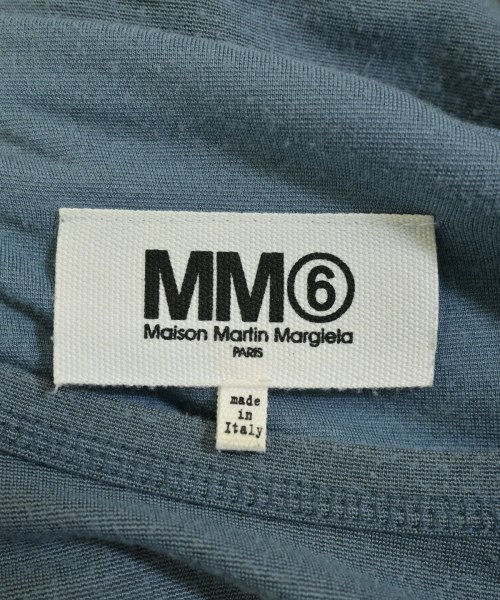 MM⑥
Maison Martin Margiela
PARIS
made
in
Italy